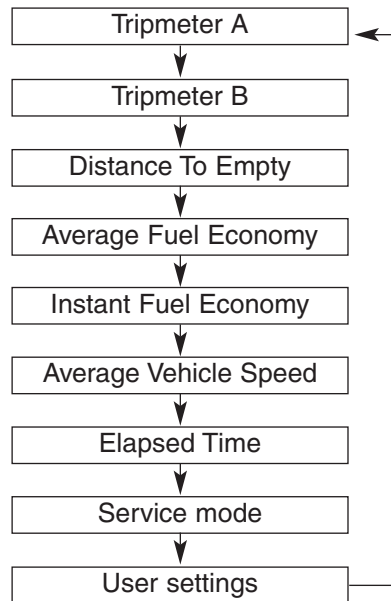 Tripmeter A
Tripmeter B
Distance To Empty
Average Fuel Economy
Instant Fuel Economy
Average Vehicle Speed
Elapsed Time
Service mode
User settings